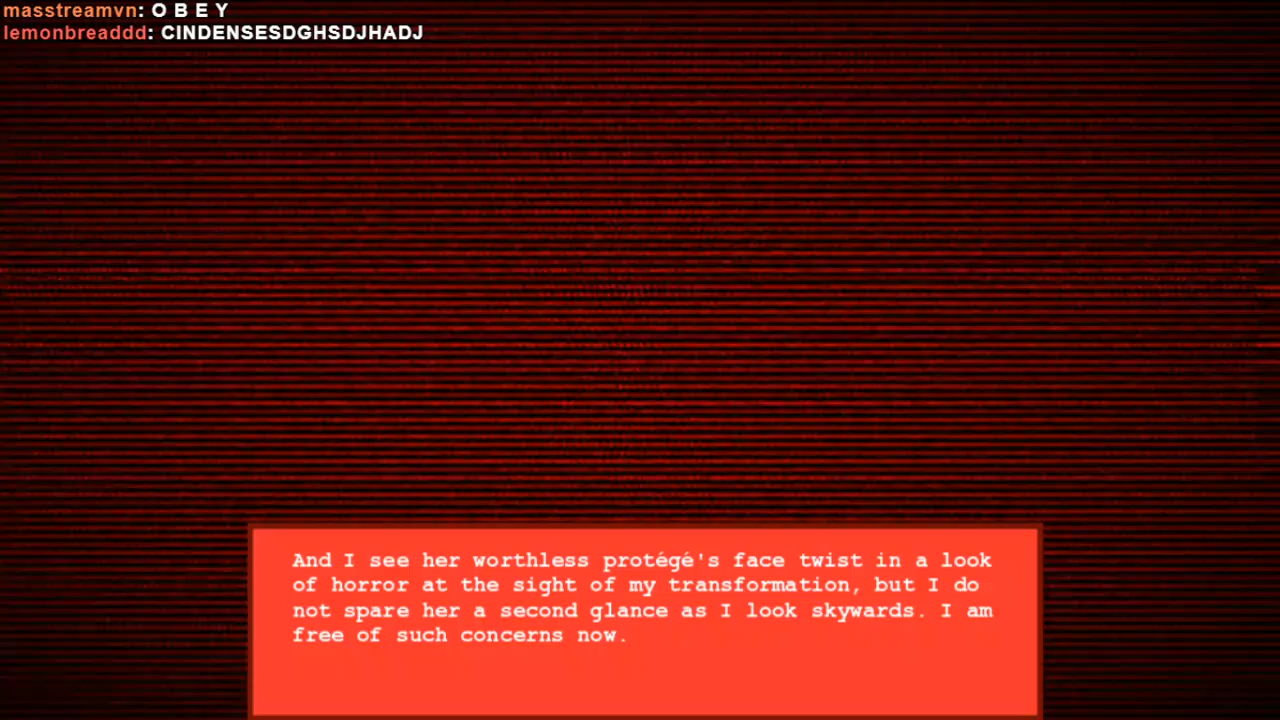 masstreamvn: O B E Y
lemonbreaddd: CINDENSESDGHSDJHADJ
And I see her worthless protégé's face twist in a look
of horror at the sight of my transformation, but I do
not spare her a second glance as I look skywards. I am
free of such concerns now.